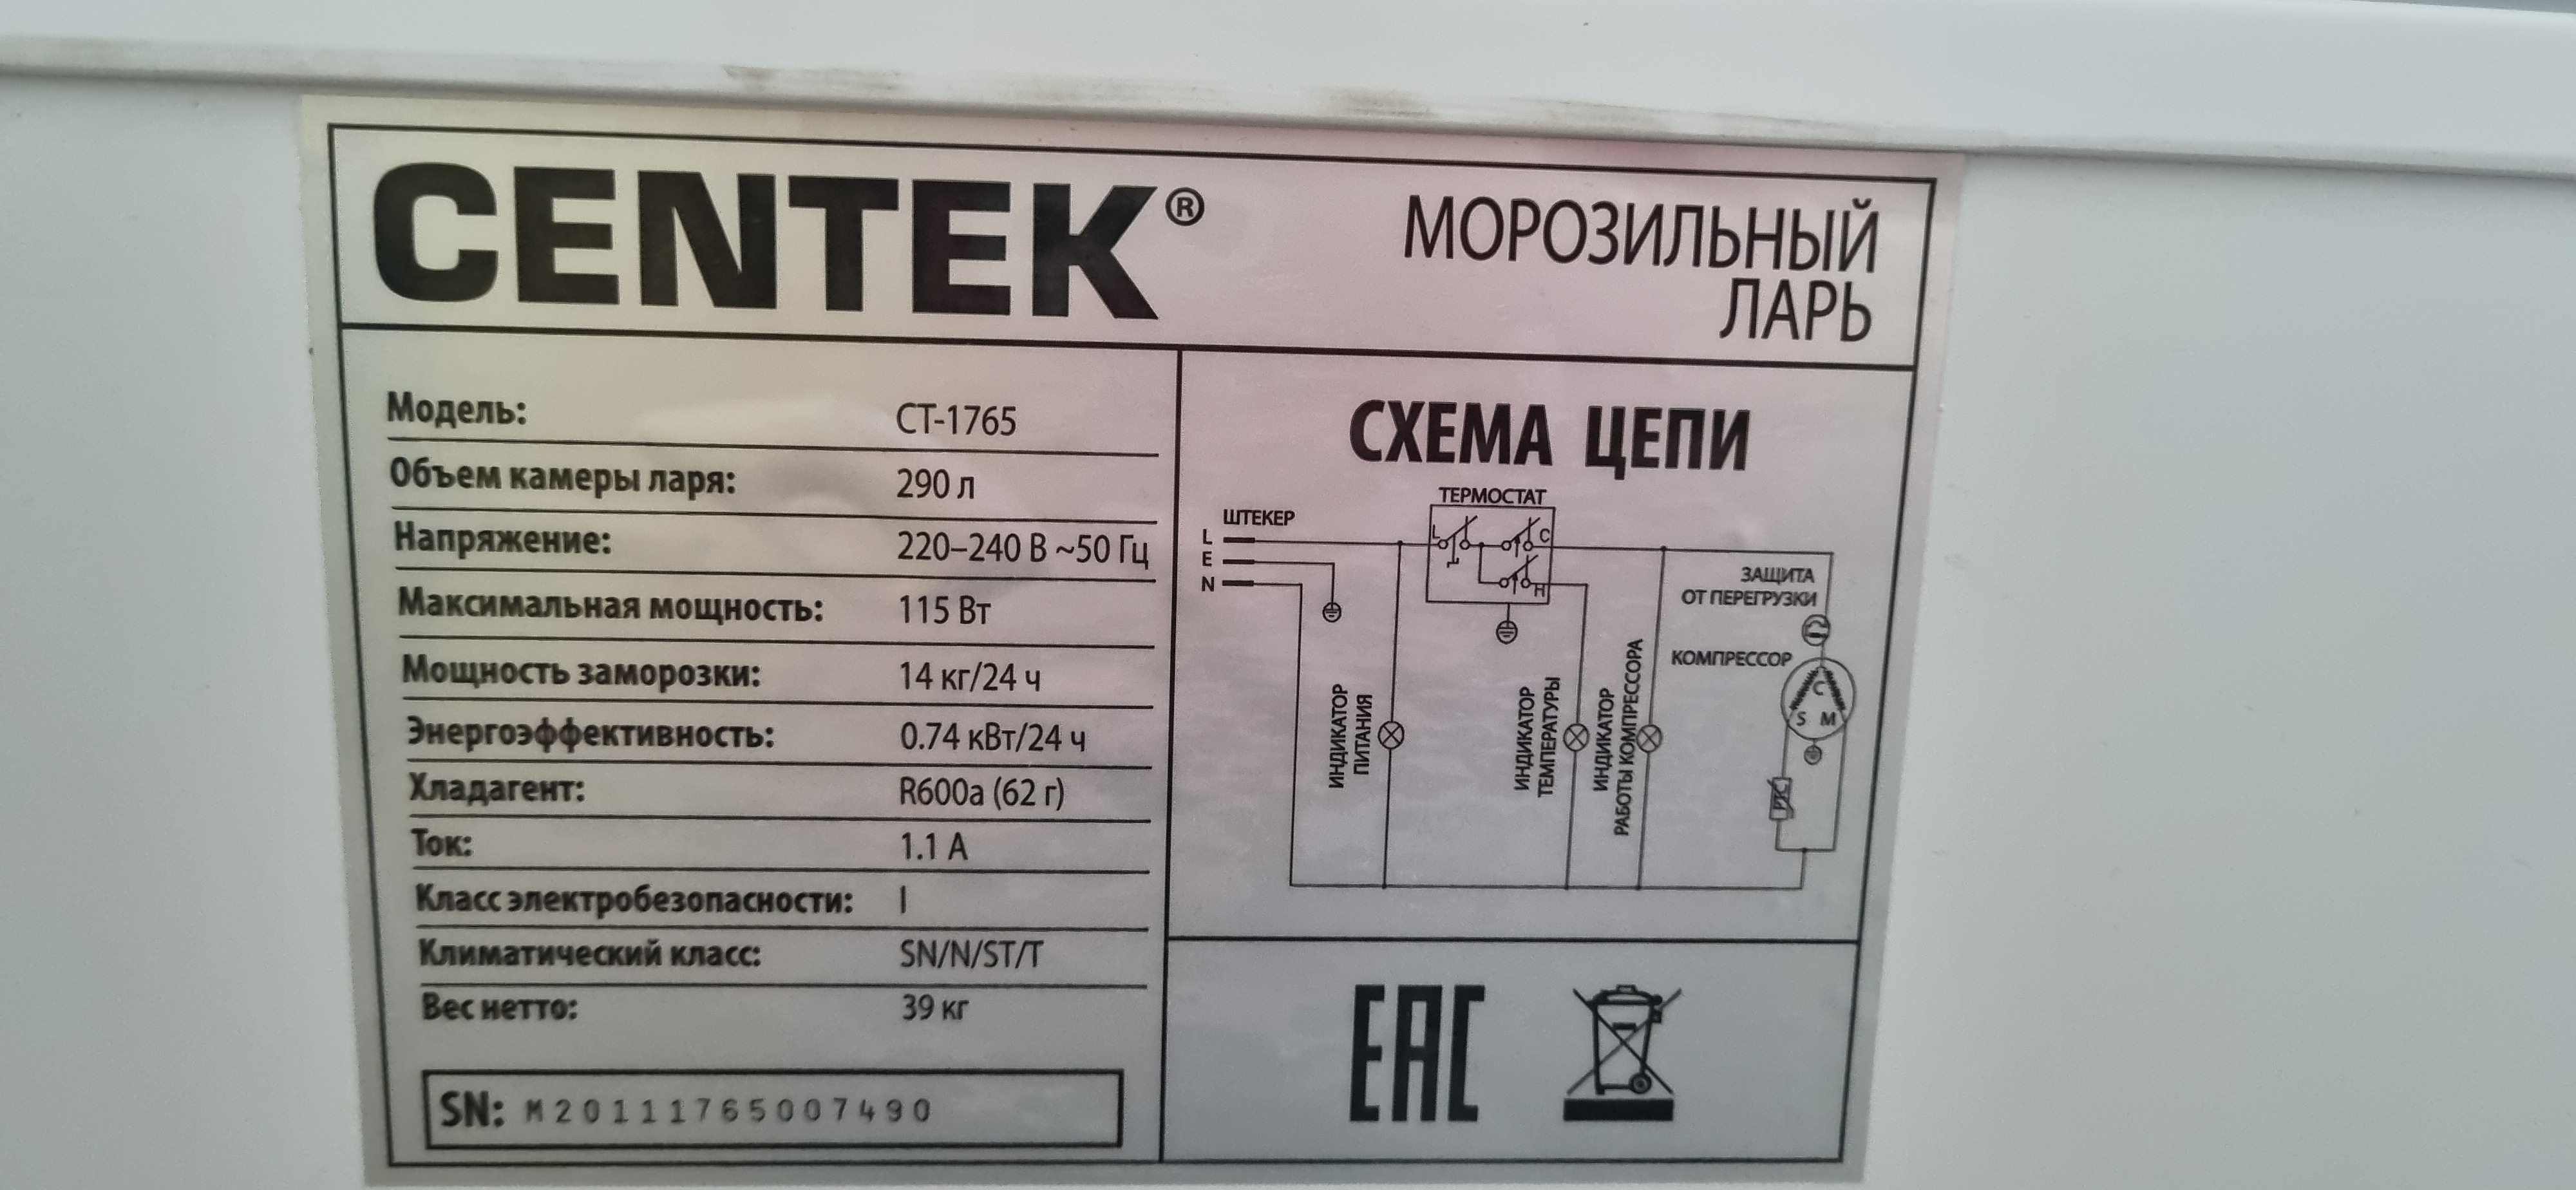 CENTEK®
МОРОЗИЛЬНЫЙ
ЛАРЬ
Модель: CT-1765
Объем камеры ларя: 290 л
Напряжение: 220–240 В ~50 Гц
Максимальная мощность: 115 Вт
Мощность заморозки: 14 кг/24 ч
Энергоэффективность: 0.74 кВт/24 ч
Хладагент: R600a (62 г)
Ток: 1.1 А
Класс электробезопасности: I
Климатический класс: SN/N/ST/T
Вес нетто: 39 кг
SN: M20111765007490
СХЕМА ЦЕПИ
ТЕРМОСТАТ
ШТЕКЕР
L
E
N
L
C
H
ЗАЩИТА
ОТ ПЕРЕГРУЗКИ
КОМПРЕССОР
C
S M
PTC
ИНДИКАТОР
ПИТАНИЯ
ИНДИКАТОР
ТЕМПЕРАТУРЫ
ИНДИКАТОР
РАБОТЫ КОМПРЕССОРА
EAC